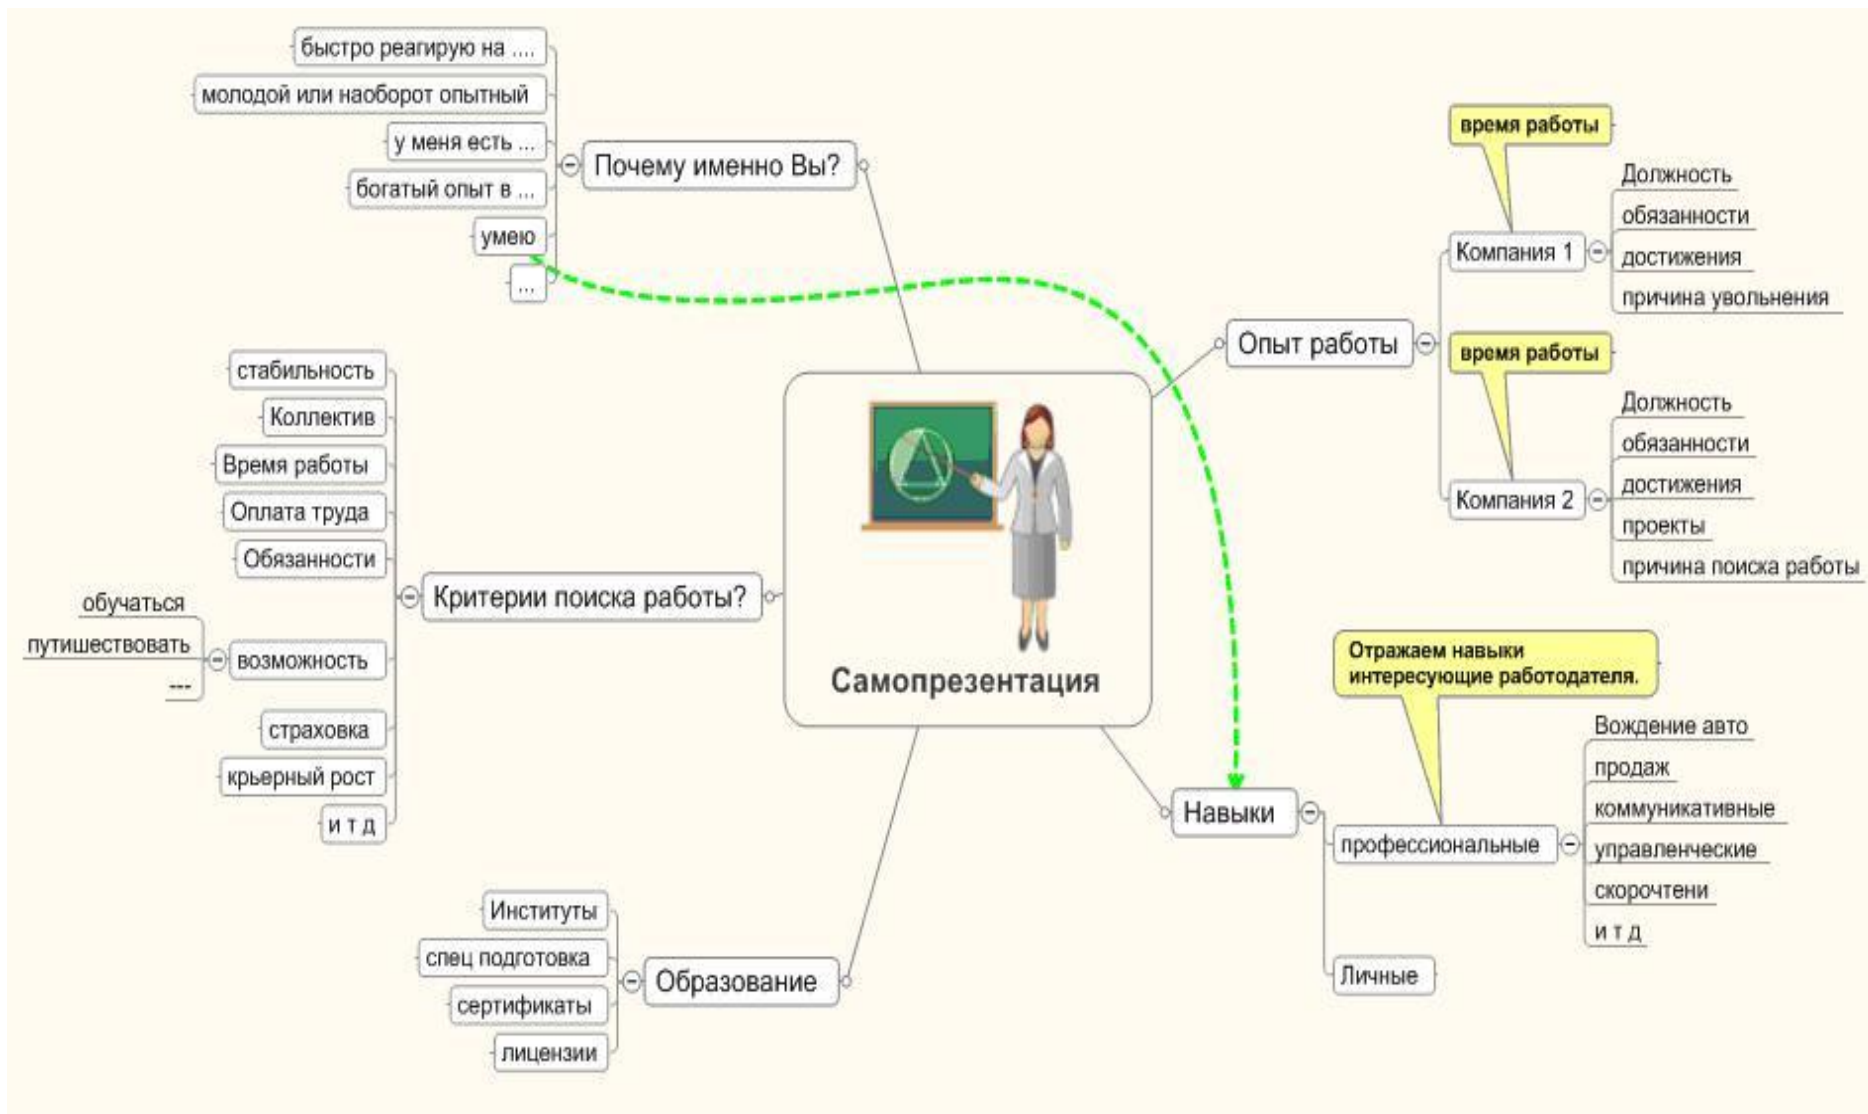 быстро реагирую на ....
молодой или наоборот опытный
у меня есть ...
богатый опыт в ...
умею
...
Почему именно Вы?
стабильность
Коллектив
Время работы
Оплата труда
Обязанности
обучаться
путишествовать
---
возможность
страховка
крьерный рост
и т д
Критерии поиска работы?
Институты
спец подготовка
сертификаты
лицензии
Образование
Самопрезентация
Опыт работы
время работы
Компания 1
Должность
обязанности
достижения
причина увольнения
время работы
Компания 2
Должность
обязанности
достижения
проекты
причина поиска работы
Навыки
Отражаем навыки
интересующие работодателя.
профессиональные
Вождение авто
продаж
коммуникативные
управленческие
скорочтени
и т д
Личные